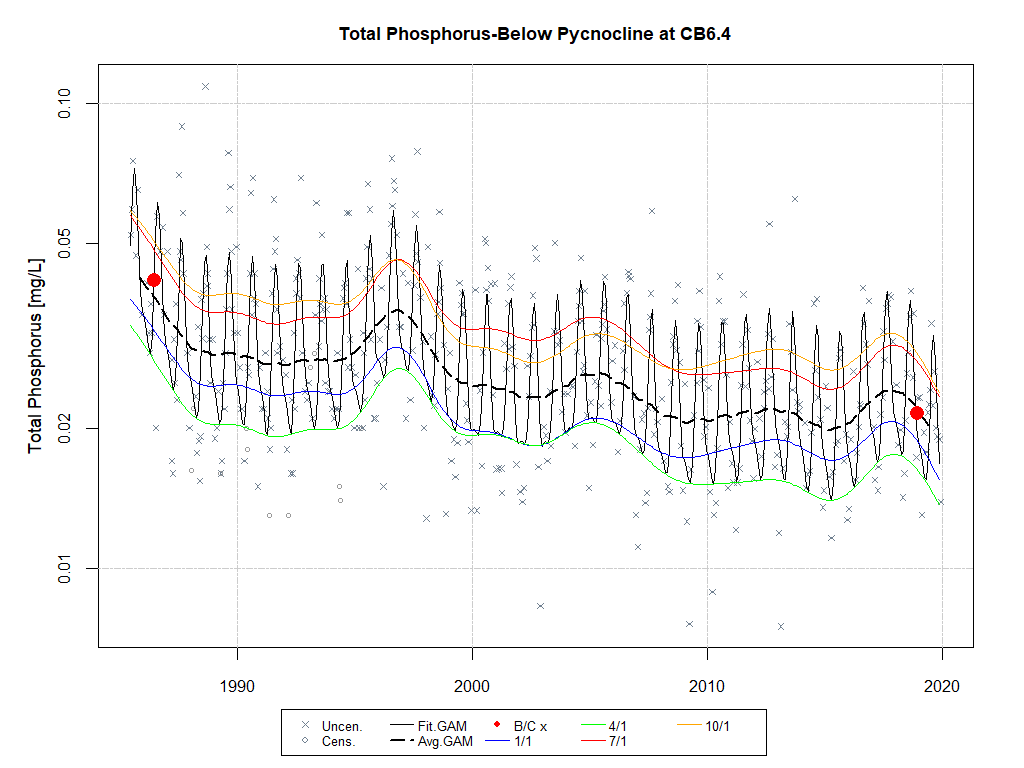 Total Phosphorus-Below Pycnocline at CB6.4
Total Phosphorus [mg/L]
0.10
0.05
0.02
0.01
1990 2000 2010 2020
Uncen. Fit.GAM B/C x 4/1 10/1
Cens. Avg.GAM 1/1 7/1